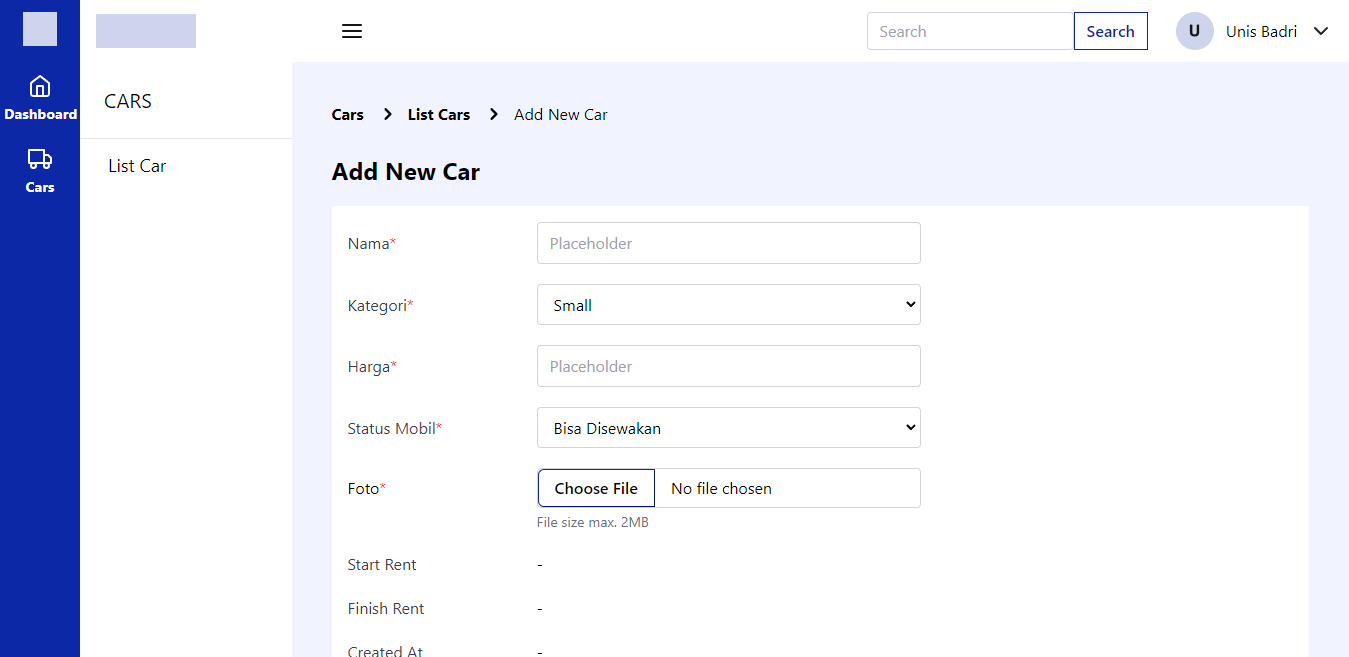 Search Search U Unis Badri
Dashboard
Cars
CARS
List Car
Cars List Cars Add New Car
Add New Car
Nama* Placeholder
Kategori* Small
Harga* Placeholder
Status Mobil* Bisa Disewakan
Foto* Choose File No file chosen
File size max. 2MB
Start Rent -
Finish Rent -
Created At -